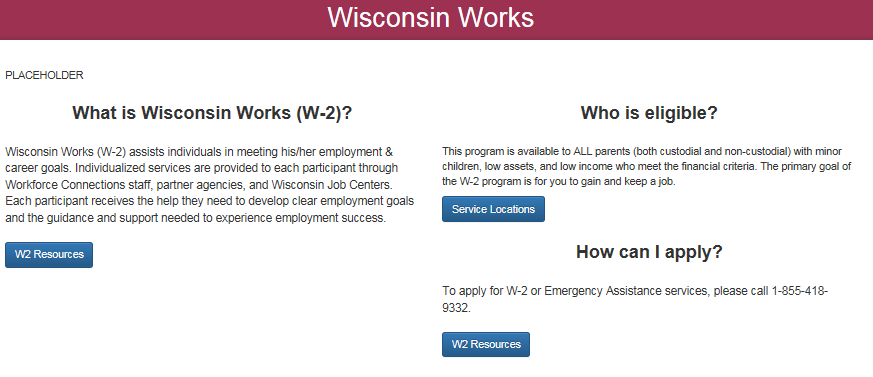 Wisconsin Works
PLACEHOLDER
What is Wisconsin Works (W-2)?
Wisconsin Works (W-2) assists individuals in meeting his/her employment &
career goals. Individualized services are provided to each participant through
Workforce Connections staff, partner agencies, and Wisconsin Job Centers.
Each participant receives the help they need to develop clear employment goals
and the guidance and support needed to experience employment success.
W2 Resources
Who is eligible?
This program is available to ALL parents (both custodial and non-custodial) with minor
children, low assets, and low income who meet the financial criteria. The primary goal of
the W-2 program is for you to gain and keep a job.
Service Locations
How can I apply?
To apply for W-2 or Emergency Assistance services, please call 1-855-418-
9332.
W2 Resources